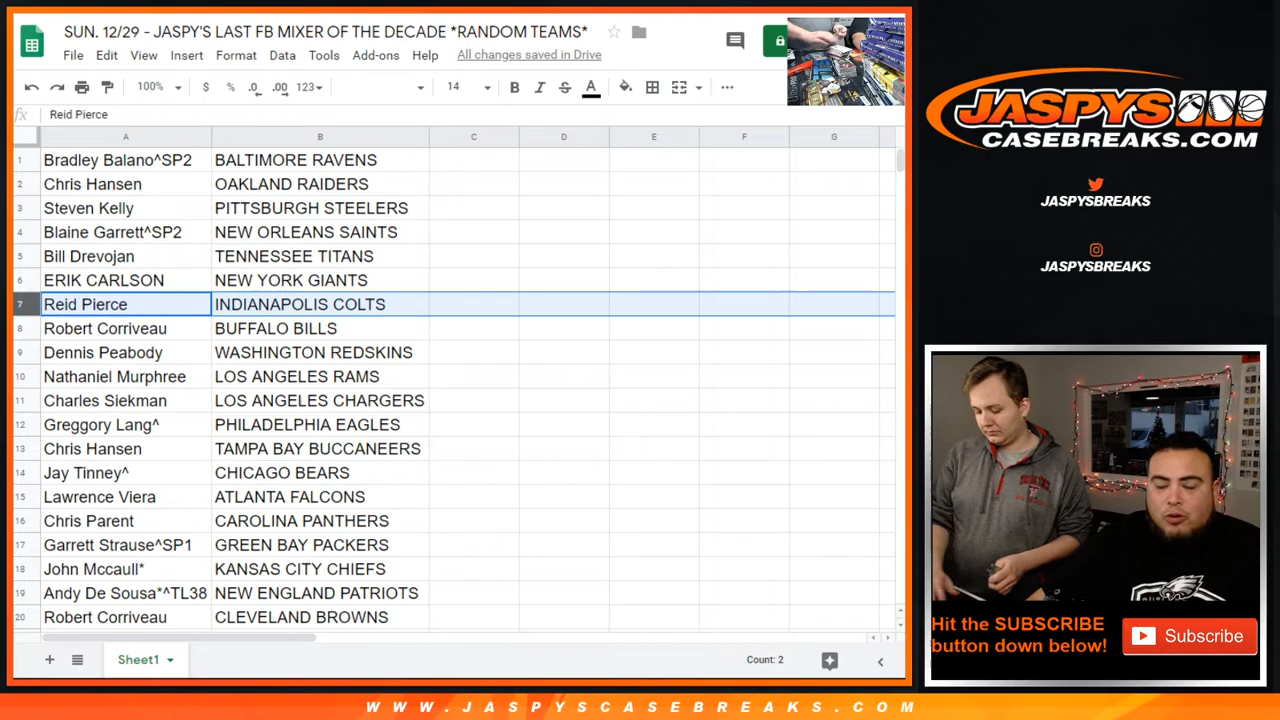 SUN. 12/29 - JASPY'S LAST FB MIXER OF THE DECADE *RANDOM TEAMS*
File Edit View Insert Format Data Tools Add-ons Help All changes saved in Drive
100% $ % .0 .00 123 14 B I S A
fx Reid Pierce
A B C D E F G
1 Bradley Balano^SP2 BALTIMORE RAVENS
2 Chris Hansen OAKLAND RAIDERS
3 Steven Kelly PITTSBURGH STEELERS
4 Blaine Garrett^SP2 NEW ORLEANS SAINTS
5 Bill Drevojan TENNESSEE TITANS
6 ERIK CARLSON NEW YORK GIANTS
7 Reid Pierce INDIANAPOLIS COLTS
8 Robert Corriveau BUFFALO BILLS
9 Dennis Peabody WASHINGTON REDSKINS
10 Nathaniel Murphree LOS ANGELES RAMS
11 Charles Siekman LOS ANGELES CHARGERS
12 Greggory Lang^ PHILADELPHIA EAGLES
13 Chris Hansen TAMPA BAY BUCCANEERS
14 Jay Tinney^ CHICAGO BEARS
15 Lawrence Viera ATLANTA FALCONS
16 Chris Parent CAROLINA PANTHERS
17 Garrett Strause^SP1 GREEN BAY PACKERS
18 John Mccaull* KANSAS CITY CHIEFS
19 Andy De Sousa*^TL38 NEW ENGLAND PATRIOTS
20 Robert Corriveau CLEVELAND BROWNS
Sheet1
Count: 2
JASPYS
CASEBREAKS.COM
JASPYSBREAKS
JASPYSBREAKS
Hit the SUBSCRIBE
button down below!
Subscribe
WWW.JASPYSCASEBREAKS.COM